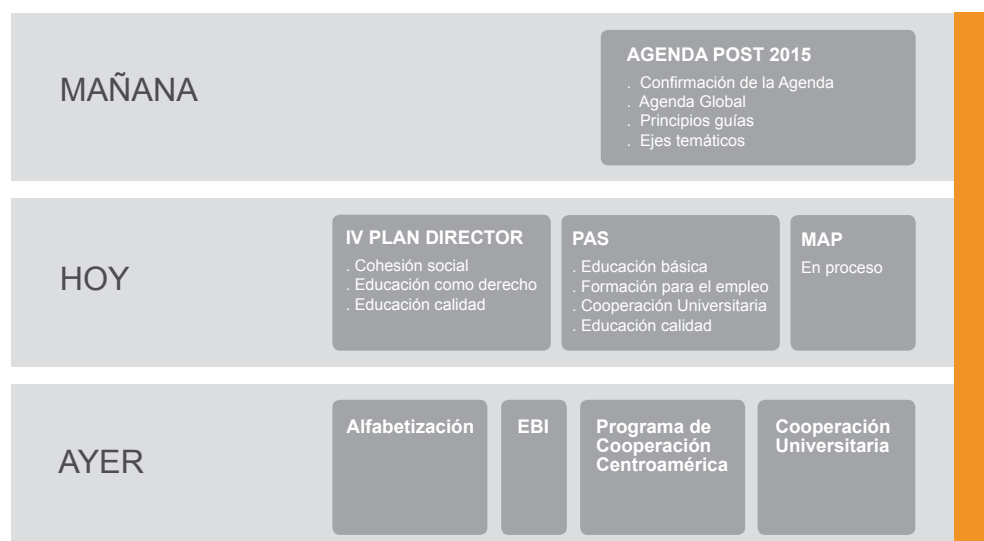 MAÑANA
AGENDA POST 2015
. Confirmación de la Agenda
. Agenda Global
. Principios guías
. Ejes temáticos
HOY
IV PLAN DIRECTOR
. Cohesión social
. Educación como derecho
. Educación calidad
PAS
. Educación básica
. Formación para el empleo
. Cooperación Universitaria
. Educación calidad
MAP
En proceso
AYER
Alfabetización
EBI
Programa de
Cooperación
Centroamérica
Cooperación
Universitaria